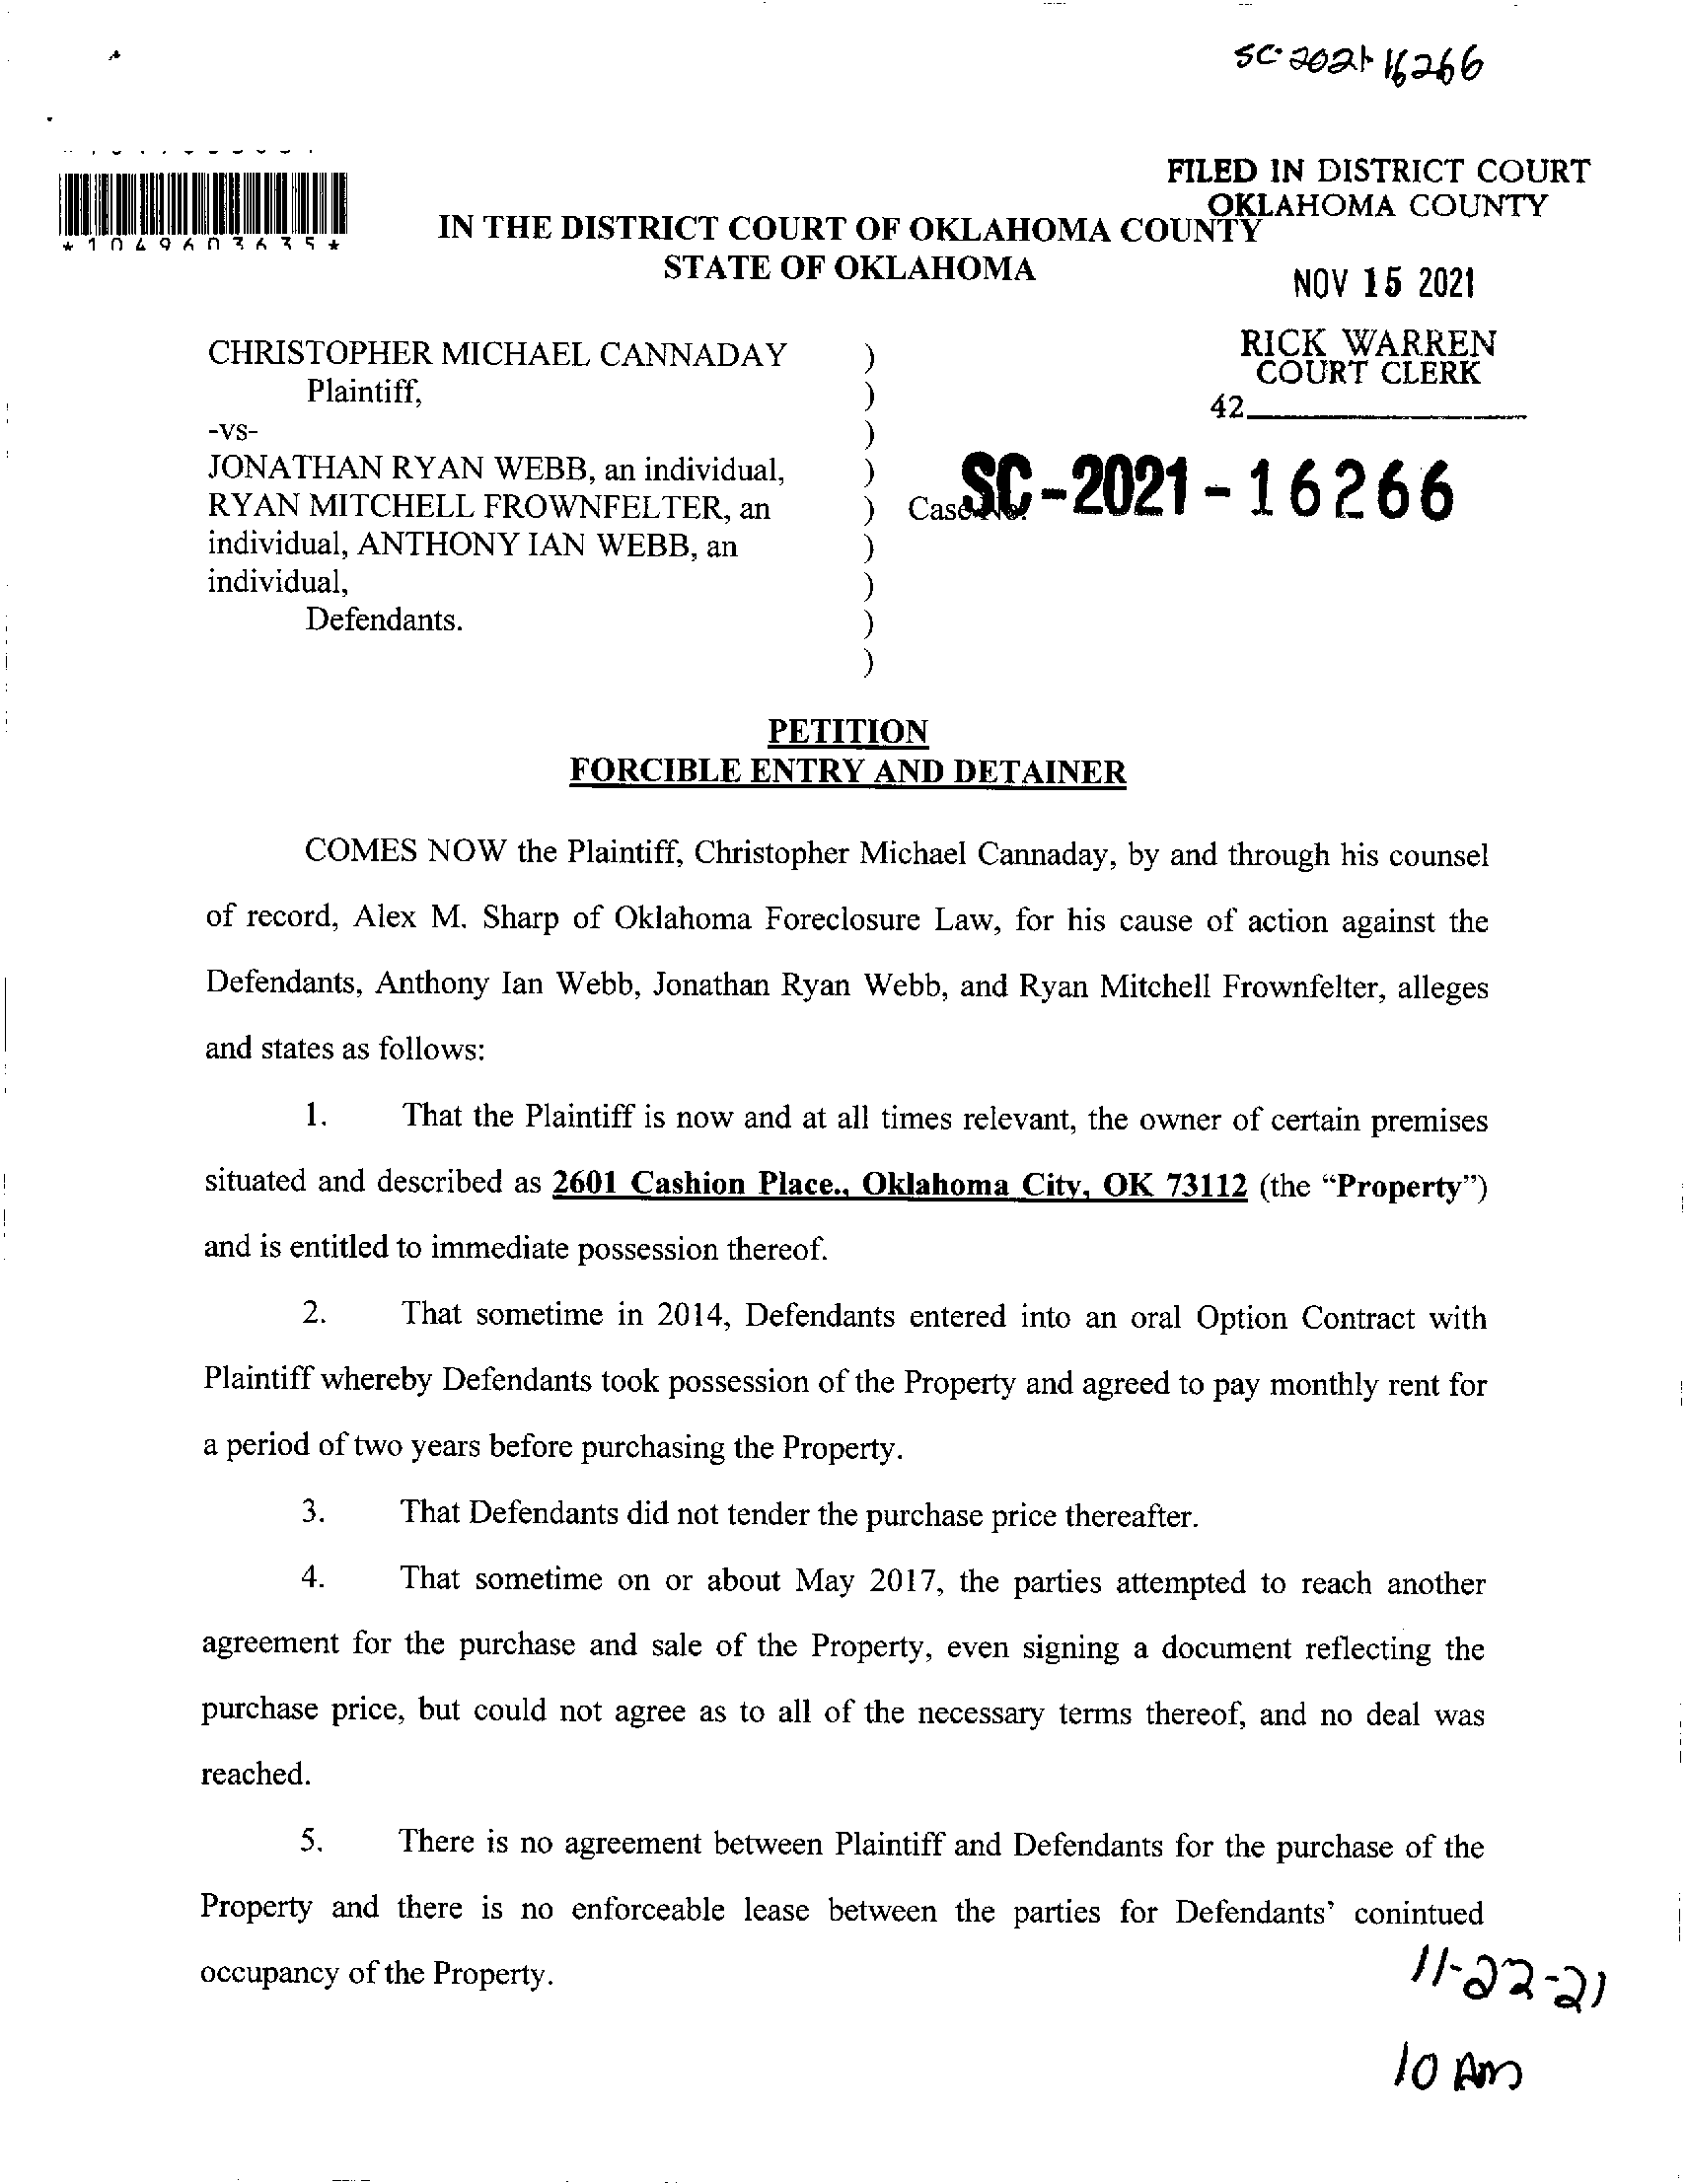 SC-2021-16266
FILED IN DISTRICT COURT
OKLAHOMA COUNTY
*1049603635*
IN THE DISTRICT COURT OF OKLAHOMA COUNTY
STATE OF OKLAHOMA
NOV 15 2021
RICK WARREN
COURT CLERK
42
CHRISTOPHER MICHAEL CANNADAY )
Plaintiff, )
-vs- )
JONATHAN RYAN WEBB, an individual, )
RYAN MITCHELL FROWNFELTER, an ) Case No. SC-2021-16266
individual, ANTHONY IAN WEBB, an )
individual, )
Defendants. )
)
PETITION
FORCIBLE ENTRY AND DETAINER
COMES NOW the Plaintiff, Christopher Michael Cannaday, by and through his counsel
of record, Alex M. Sharp of Oklahoma Foreclosure Law, for his cause of action against the
Defendants, Anthony Ian Webb, Jonathan Ryan Webb, and Ryan Mitchell Frownfelter, alleges
and states as follows:
1. That the Plaintiff is now and at all times relevant, the owner of certain premises
situated and described as 2601 Cashion Place., Oklahoma City, OK 73112 (the “Property”)
and is entitled to immediate possession thereof.
2. That sometime in 2014, Defendants entered into an oral Option Contract with
Plaintiff whereby Defendants took possession of the Property and agreed to pay monthly rent for
a period of two years before purchasing the Property.
3. That Defendants did not tender the purchase price thereafter.
4. That sometime on or about May 2017, the parties attempted to reach another
agreement for the purchase and sale of the Property, even signing a document reflecting the
purchase price, but could not agree as to all of the necessary terms thereof, and no deal was
reached.
5. There is no agreement between Plaintiff and Defendants for the purchase of the
Property and there is no enforceable lease between the parties for Defendants’ conintued
occupancy of the Property.
11-22-21
10 AM